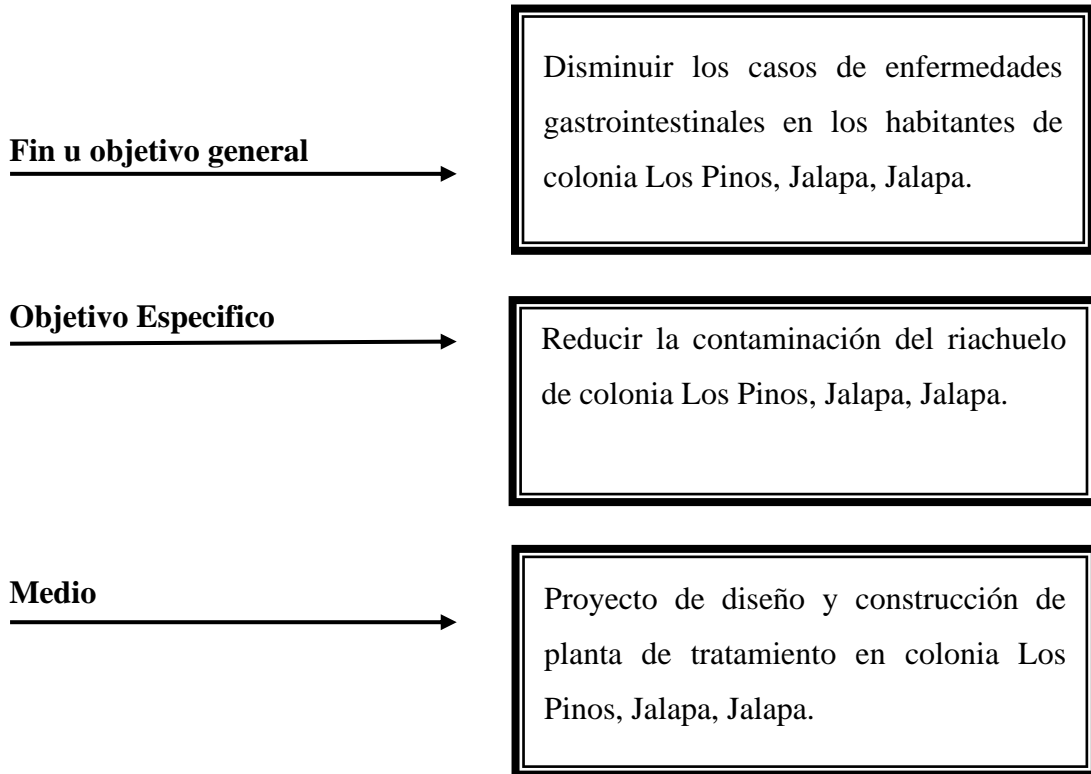 Fin u objetivo general
Disminuir los casos de enfermedades
gastrointestinales en los habitantes de
colonia Los Pinos, Jalapa, Jalapa.
Objetivo Especifico
Reducir la contaminación del riachuelo
de colonia Los Pinos, Jalapa, Jalapa.
Medio
Proyecto de diseño y construcción de
planta de tratamiento en colonia Los
Pinos, Jalapa, Jalapa.